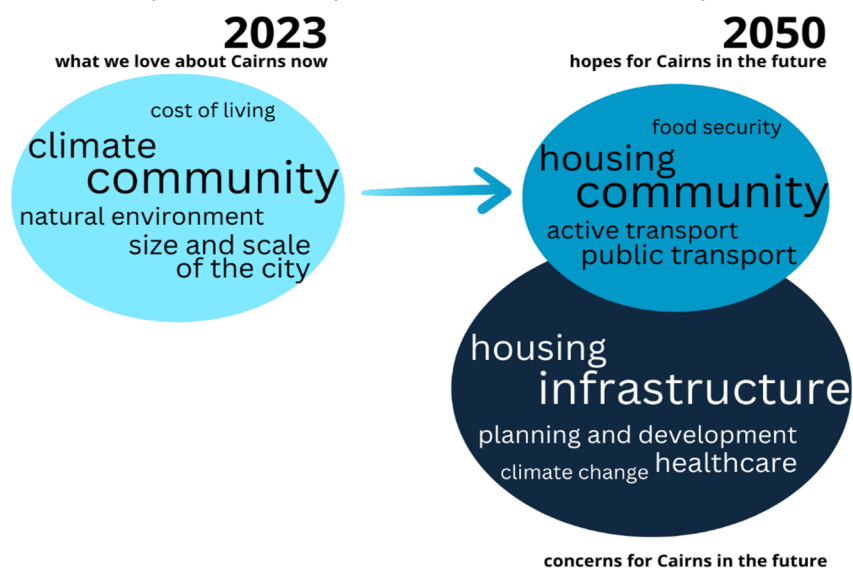 2023
what we love about Cairns now
cost of living
climate
community
natural environment
size and scale
of the city
2050
hopes for Cairns in the future
food security
housing
community
active transport
public transport
housing
infrastructure
planning and development
climate change healthcare
concerns for Cairns in the future